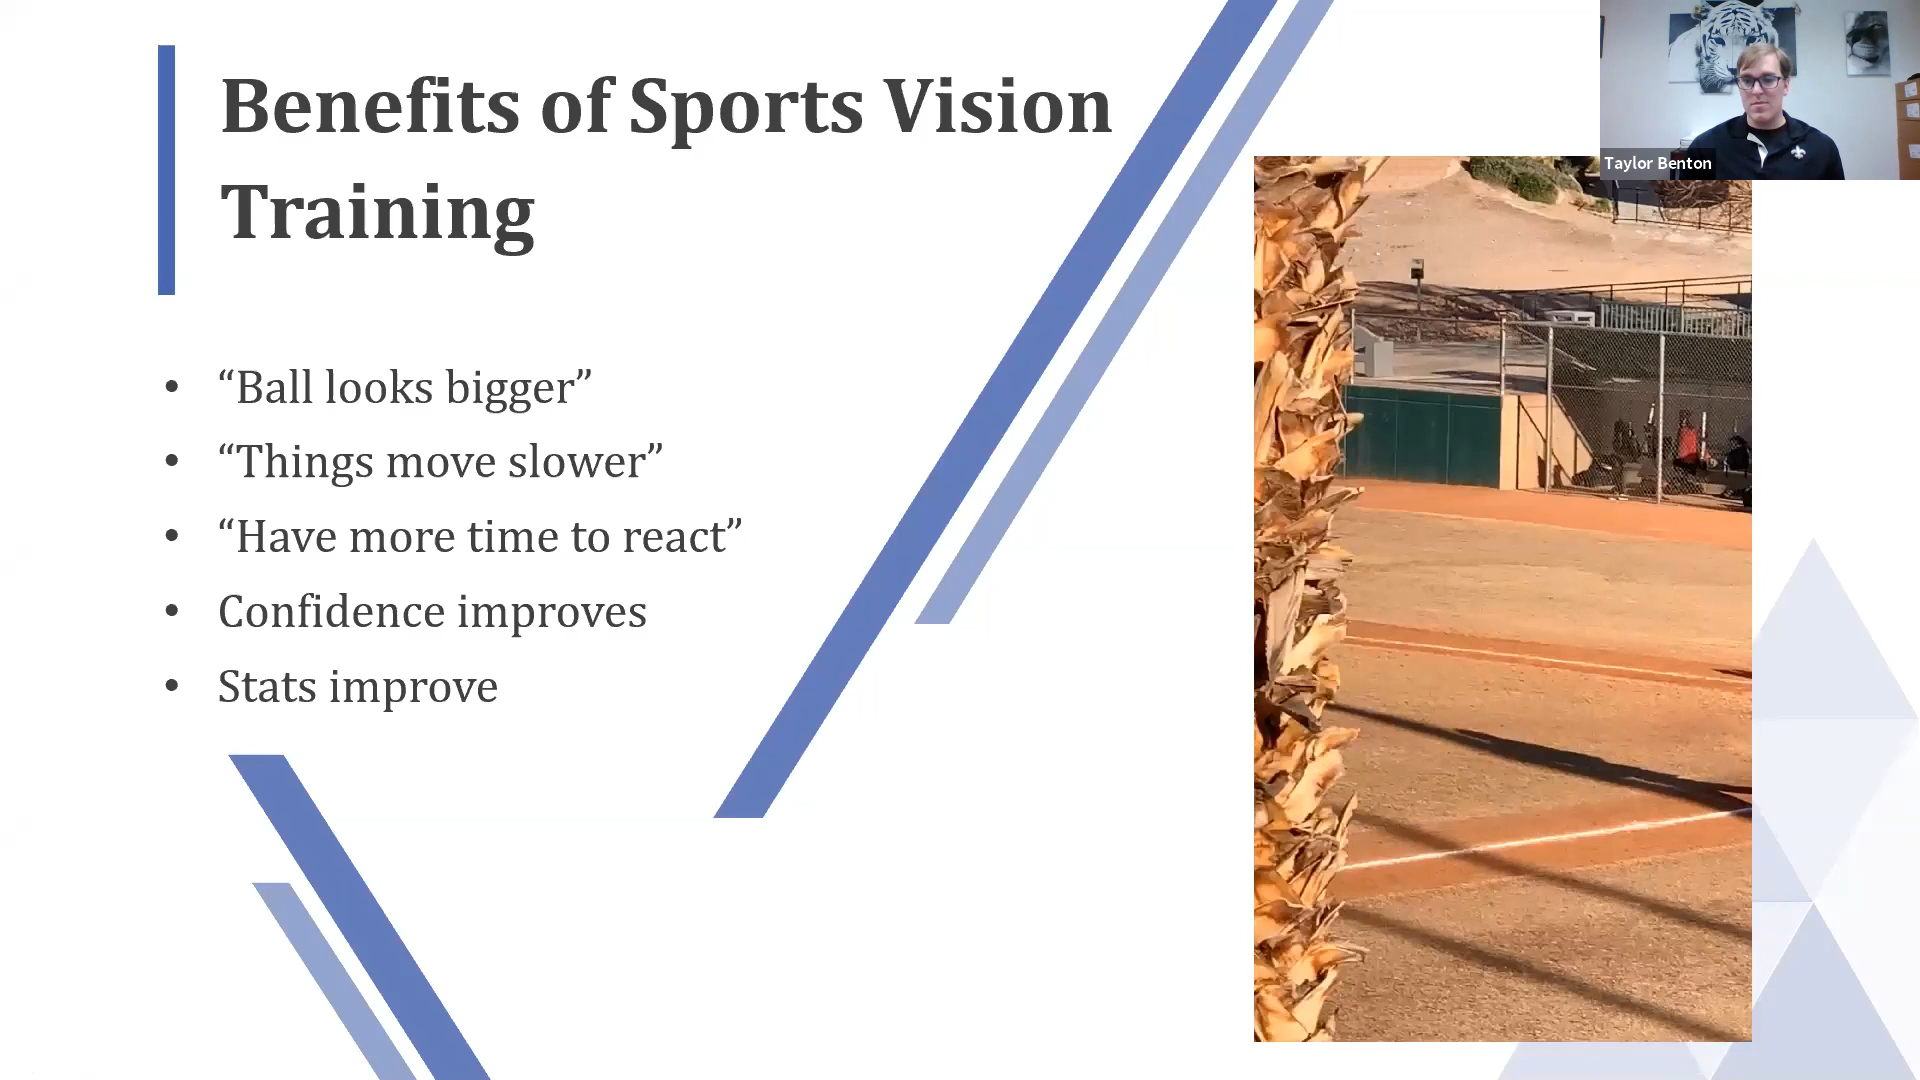 Benefits of Sports Vision
Training
• “Ball looks bigger”
• “Things move slower”
• “Have more time to react”
• Confidence improves
• Stats improve
Taylor Benton